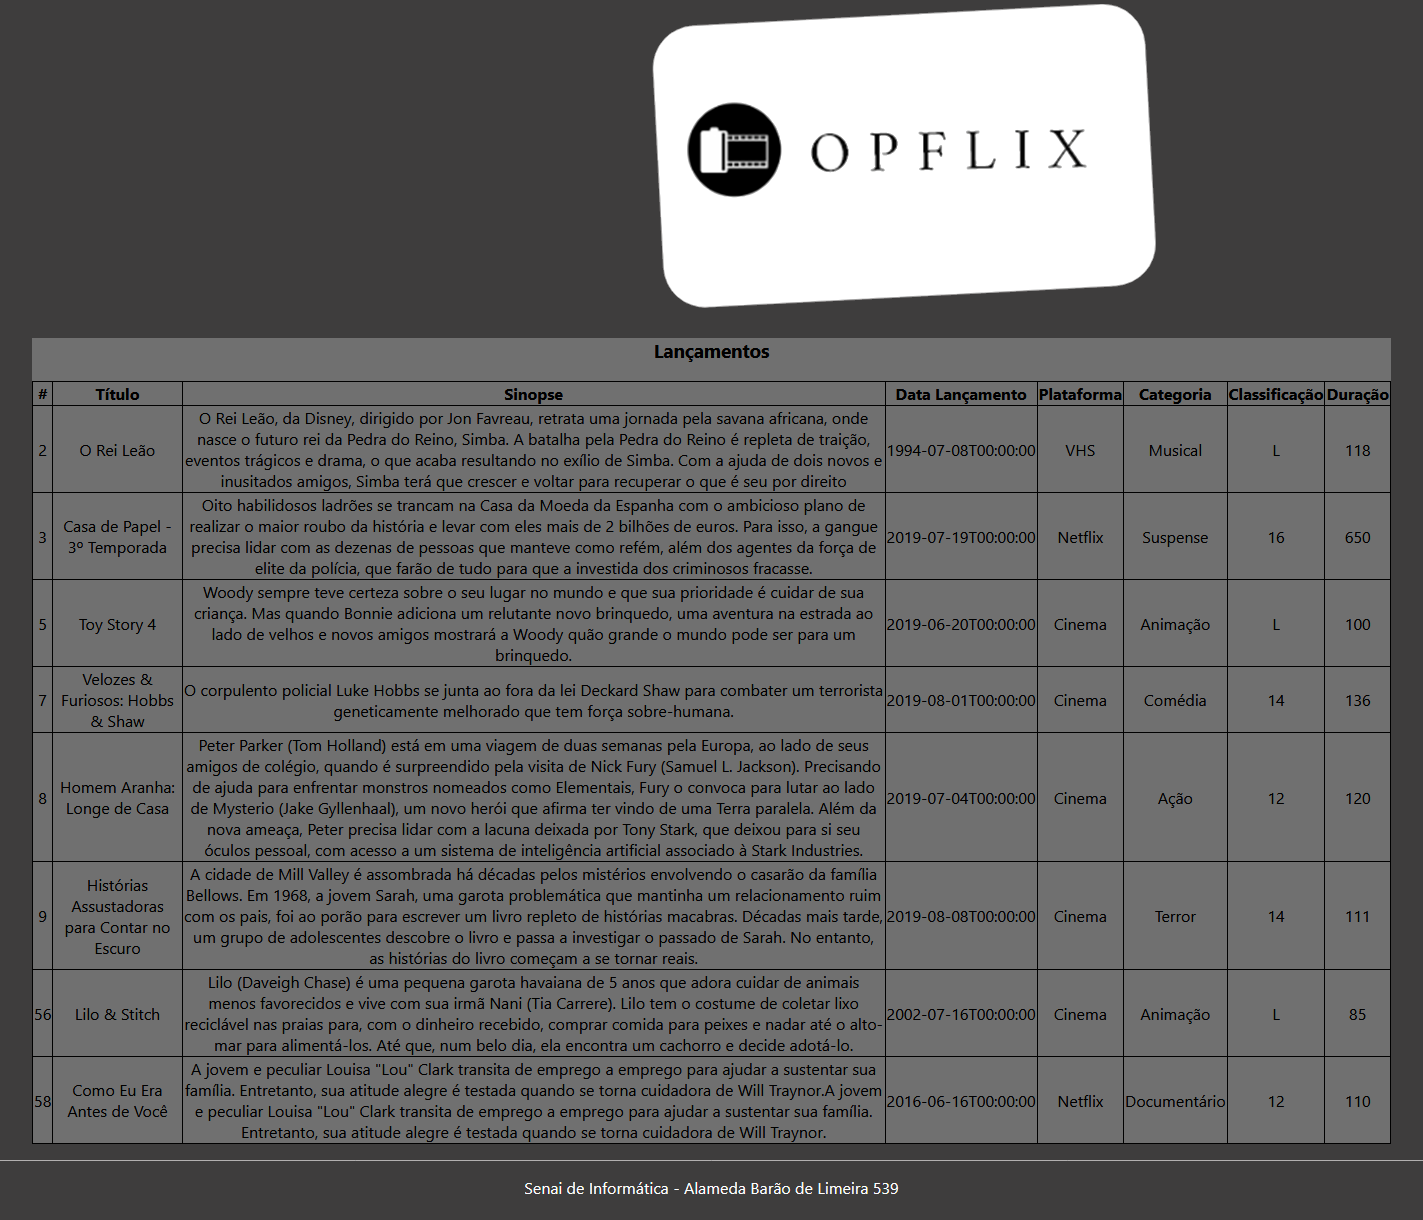 OPFLIX
Lançamentos
# Título Sinopse Data Lançamento Plataforma Categoria Classificação Duração
2 O Rei Leão O Rei Leão, da Disney, dirigido por Jon Favreau, retrata uma jornada pela savana africana, onde
nasce o futuro rei da Pedra do Reino, Simba. A batalha pela Pedra do Reino é repleta de traição,
eventos trágicos e drama, o que acaba resultando no exílio de Simba. Com a ajuda de dois novos e
inusitados amigos, Simba terá que crescer e voltar para recuperar o que é seu por direito
1994-07-08T00:00:00 VHS Musical L 118
3 Casa de Papel -
3º Temporada
Oito habilidosos ladrões se trancam na Casa da Moeda da Espanha com o ambicioso plano de
realizar o maior roubo da história e levar com eles mais de 2 bilhões de euros. Para isso, a gangue
precisa lidar com as dezenas de pessoas que manteve como refém, além dos agentes da força de
elite da polícia, que farão de tudo para que a investida dos criminosos fracasse.
2019-07-19T00:00:00 Netflix Suspense 16 650
5 Toy Story 4 Woody sempre teve certeza sobre o seu lugar no mundo e que sua prioridade é cuidar de sua
criança. Mas quando Bonnie adiciona um relutante novo brinquedo, uma aventura na estrada ao
lado de velhos e novos amigos mostrará a Woody quão grande o mundo pode ser para um
brinquedo.
2019-06-20T00:00:00 Cinema Animação L 100
7 Velozes &
Furiosos: Hobbs
& Shaw
O corpulento policial Luke Hobbs se junta ao fora da lei Deckard Shaw para combater um terrorista
geneticamente melhorado que tem força sobre-humana.
2019-08-01T00:00:00 Cinema Comédia 14 136
8 Homem Aranha:
Longe de Casa
Peter Parker (Tom Holland) está em uma viagem de duas semanas pela Europa, ao lado de seus
amigos de colégio, quando é surpreendido pela visita de Nick Fury (Samuel L. Jackson). Precisando
de ajuda para enfrentar monstros nomeados como Elementais, Fury o convoca para lutar ao lado
de Mysterio (Jake Gyllenhaal), um novo herói que afirma ter vindo de uma Terra paralela. Além da
nova ameaça, Peter precisa lidar com a lacuna deixada por Tony Stark, que deixou para si seu
óculos pessoal, com acesso a um sistema de inteligência artificial associado à Stark Industries.
2019-07-04T00:00:00 Cinema Ação 12 120
9 Histórias
Assustadoras
para Contar no
Escuro
A cidade de Mill Valley é assombrada há décadas pelos mistérios envolvendo o casarão da família
Bellows. Em 1968, a jovem Sarah, uma garota problemática que mantinha um relacionamento ruim
com os pais, foi ao porão para escrever um livro repleto de histórias macabras. Décadas mais tarde,
um grupo de adolescentes descobre o livro e passa a investigar o passado de Sarah. No entanto,
as histórias do livro começam a se tornar reais.
2019-08-08T00:00:00 Cinema Terror 14 111
56 Lilo & Stitch Lilo (Daveigh Chase) é uma pequena garota havaiana de 5 anos que adora cuidar de animais
menos favorecidos e vive com sua irmã Nani (Tia Carrere). Lilo tem o costume de coletar lixo
reciclável nas praias para, com o dinheiro recebido, comprar comida para peixes e nadar até o alto-
mar para alimentá-los. Até que, num belo dia, ela encontra um cachorro e decide adotá-lo.
2002-07-16T00:00:00 Cinema Animação L 85
58 Como Eu Era
Antes de Você
A jovem e peculiar Louisa "Lou" Clark transita de emprego a emprego para ajudar a sustentar sua
família. Entretanto, sua atitude alegre é testada quando se torna cuidadora de Will Traynor.A jovem
e peculiar Louisa "Lou" Clark transita de emprego a emprego para ajudar a sustentar sua família.
Entretanto, sua atitude alegre é testada quando se torna cuidadora de Will Traynor.
2016-06-16T00:00:00 Netflix Documentário 12 110
Senai de Informática - Alameda Barão de Limeira 539